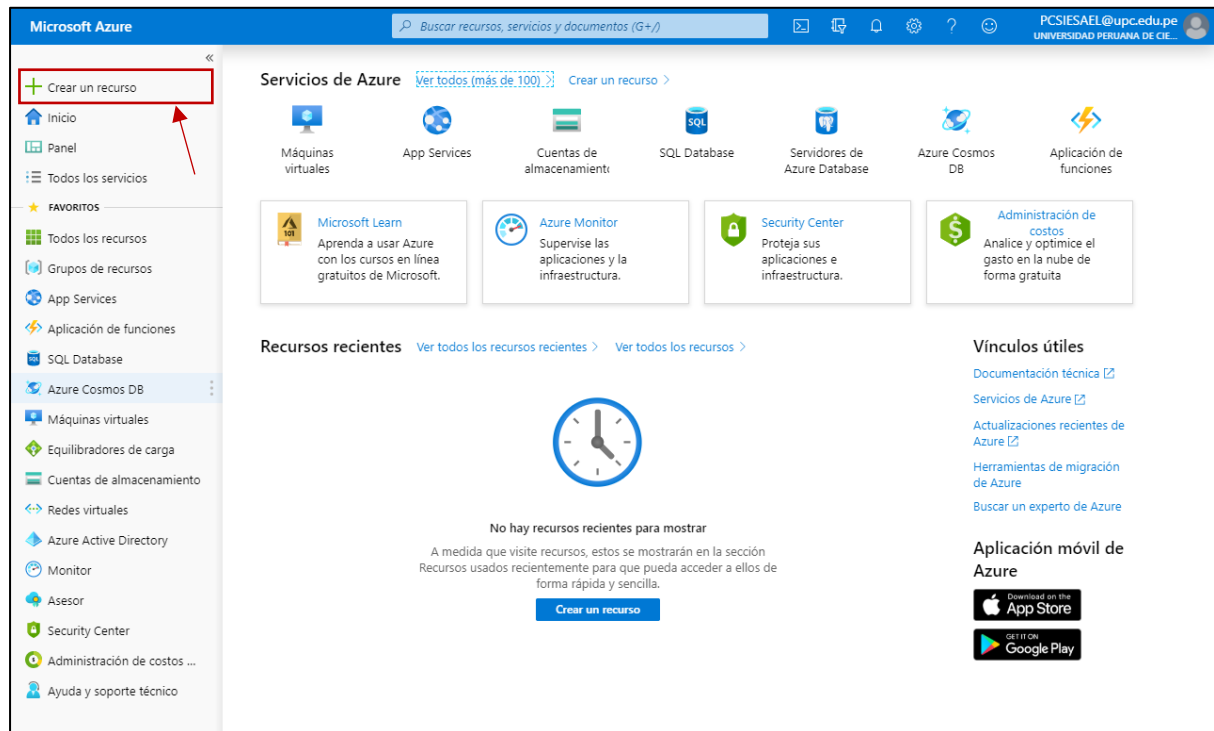 Microsoft Azure
Buscar recursos, servicios y documentos (G+/)
PCSIESAEL@upc.edu.pe
UNIVERSIDAD PERUANA DE CIE...
«
Crear un recurso
Inicio
Panel
Todos los servicios
FAVORITOS
Todos los recursos
Grupos de recursos
App Services
Aplicación de funciones
SQL Database
Azure Cosmos DB
Máquinas virtuales
Equilibradores de carga
Cuentas de almacenamiento
Redes virtuales
Azure Active Directory
Monitor
Asesor
Security Center
Administración de costos ...
Ayuda y soporte técnico
Servicios de Azure Ver todos (más de 100) > Crear un recurso >
Máquinas
virtuales
App Services
Cuentas de
almacenamiento
SQL
SQL Database
Servidores de
Azure Database
Azure Cosmos
DB
Aplicación de
funciones
101
Microsoft Learn
Aprenda a usar Azure
con los cursos en línea
gratuitos de Microsoft.
Azure Monitor
Supervise las
aplicaciones y la
infraestructura.
Security Center
Proteja sus
aplicaciones e
infraestructura.
Administración de
costos
Analice y optimice el
gasto en la nube de
forma gratuita
Recursos recientes Ver todos los recursos recientes > Ver todos los recursos >
No hay recursos recientes para mostrar
A medida que visite recursos, estos se mostrarán en la sección
Recursos usados recientemente para que pueda acceder a ellos de
forma rápida y sencilla.
Crear un recurso
Vínculos útiles
Documentación técnica
Servicios de Azure
Actualizaciones recientes de
Azure
Herramientas de migración
de Azure
Buscar un experto de Azure
Aplicación móvil de
Azure
Download on the
App Store
GET IT ON
Google Play